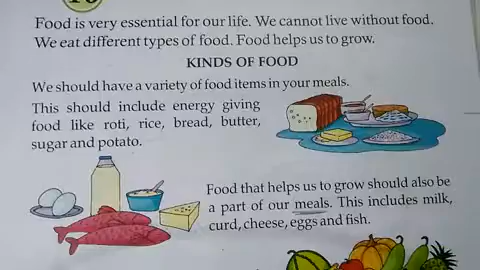 Food is very essential for our life. We cannot live without food.
We eat different types of food. Food helps us to grow.
KINDS OF FOOD
We should have a variety of food items in your meals.
This should include energy giving
food like roti, rice, bread, butter,
sugar and potato.
Food that helps us to grow should also be
a part of our meals. This includes milk,
curd, cheese, eggs and fish.